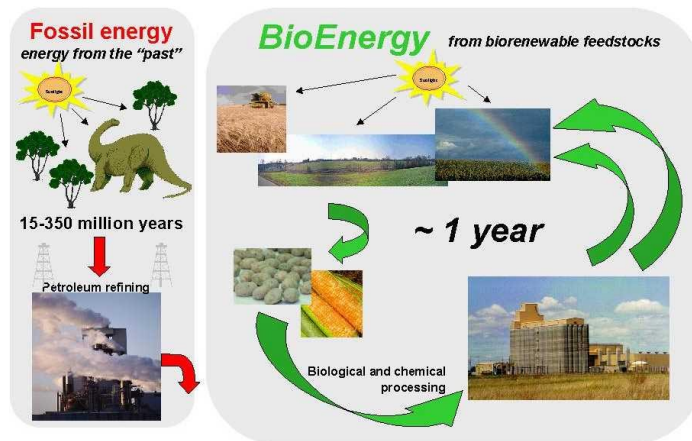 Fossil energy
energy from the “past”
Sunlight
15-350 million years
Petroleum refining
BioEnergy from biorenewable feedstocks
Sunlight
~ 1 year
Biological and chemical
processing